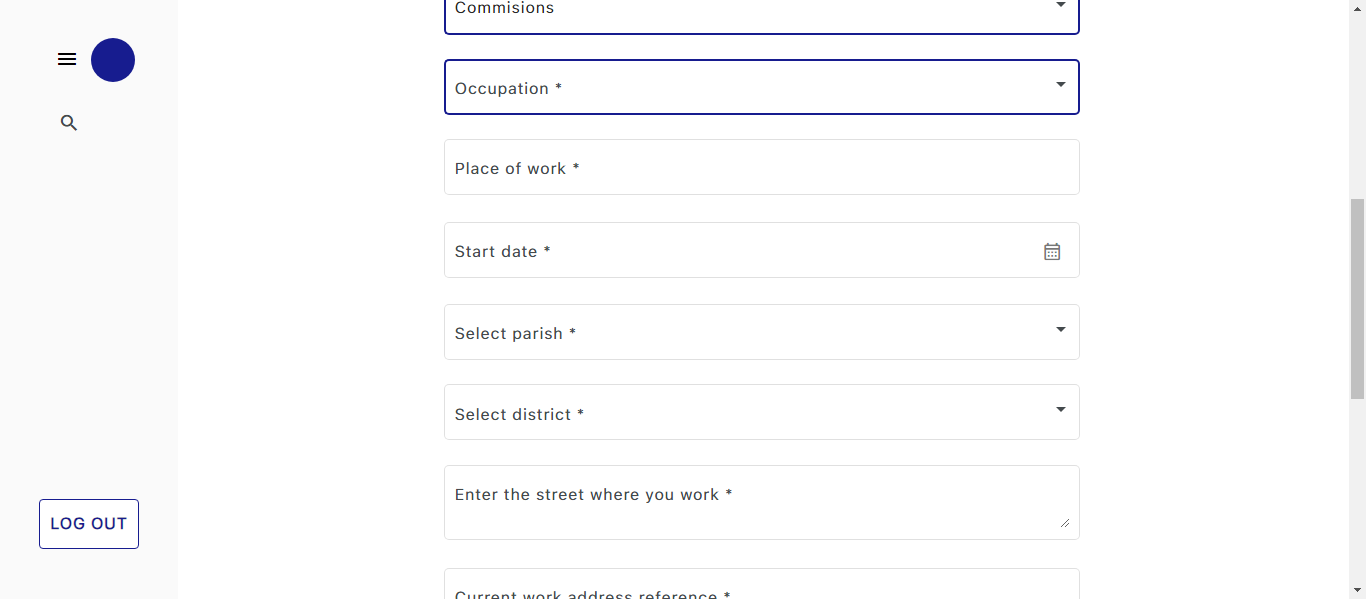 Commisions
Occupation *
Place of work *
Start date *
Select parish *
Select district *
Enter the street where you work *
Current work address reference *
LOG OUT